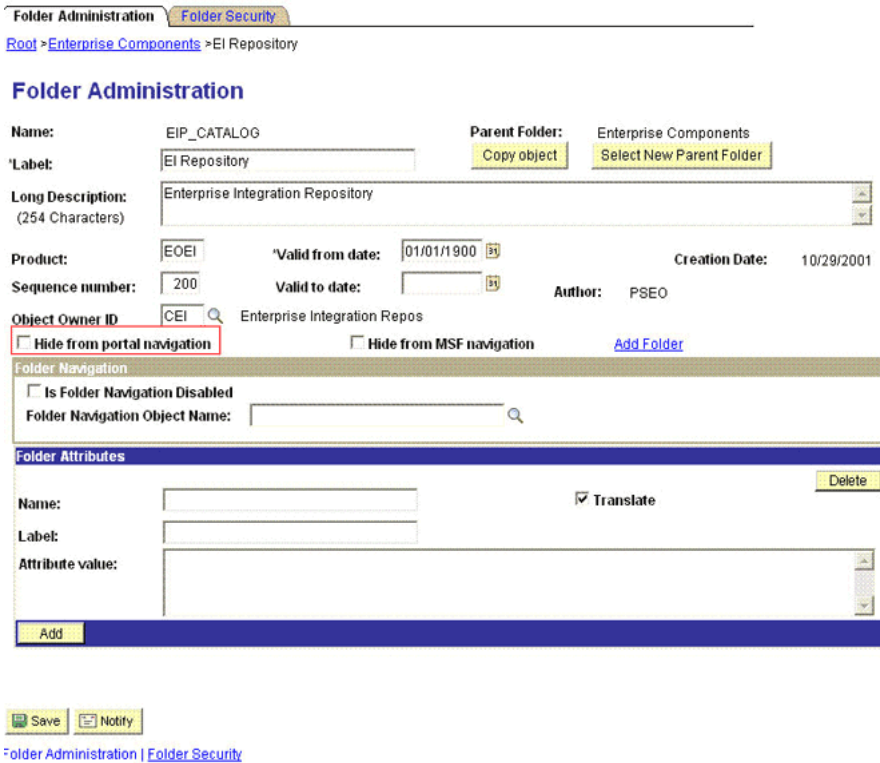 Folder Administration Folder Security
Root > Enterprise Components > EI Repository
Folder Administration
Name: EIP_CATALOG Parent Folder: Enterprise Components
*Label: EI Repository Copy object Select New Parent Folder
Long Description: Enterprise Integration Repository
(254 Characters)
Product: EOEI *Valid from date: 01/01/1900 31 Creation Date: 10/29/2001
Sequence number: 200 Valid to date: 31 Author: PSEO
Object Owner ID CEI Enterprise Integration Repos
Hide from portal navigation Hide from MSF navigation Add Folder
Folder Navigation
Is Folder Navigation Disabled
Folder Navigation Object Name:
Folder Attributes
Delete
Name: Translate
Label:
Attribute value:
Add
Save Notify
Folder Administration | Folder Security